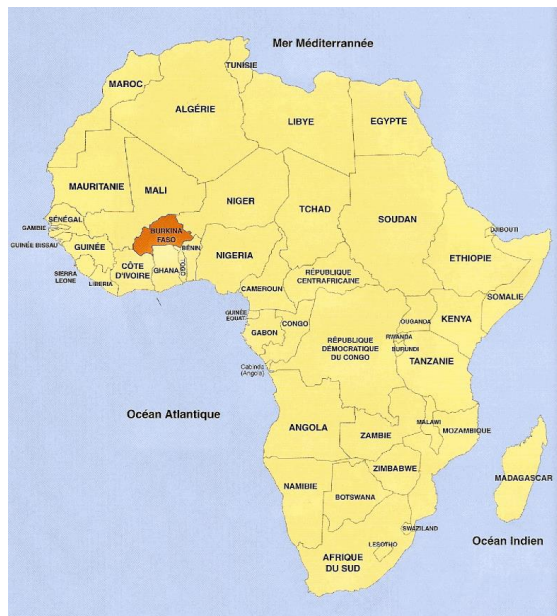 Mer Méditerrannée
TUNISIE
MAROC
ALGÉRIE
LIBYE
EGYPTE
MAURITANIE
MALI
NIGER
TCHAD
SOUDAN
SÉNÉGAL
GAMBIE
GUINÉE BISSAU
GUINÉE
BURKINA
FASO
BÉNIN
DJIBOUTI
SIERRA
LEONE
LIBERIA
CÔTE
D'IVOIRE
GHANA
TOGO
NIGERIA
ETHIOPIE
CAMEROUN
RÉPUBLIQUE
CENTRAFRICAINE
SOMALIE
GUINÉE
EQUAT.
GABON
CONGO
RÉPUBLIQUE
DÉMOCRATIQUE
DU CONGO
OUGANDA
KENYA
RWANDA
BURUNDI
TANZANIE
Cabinda
(Angola)
Océan Atlantique
ANGOLA
ZAMBIE
MALAWI
MOZAMBIQUE
ZIMBABWE
NAMIBIE
BOTSWANA
MADAGASCAR
SWAZILAND
LESOTHO
AFRIQUE
DU SUD
Océan Indien